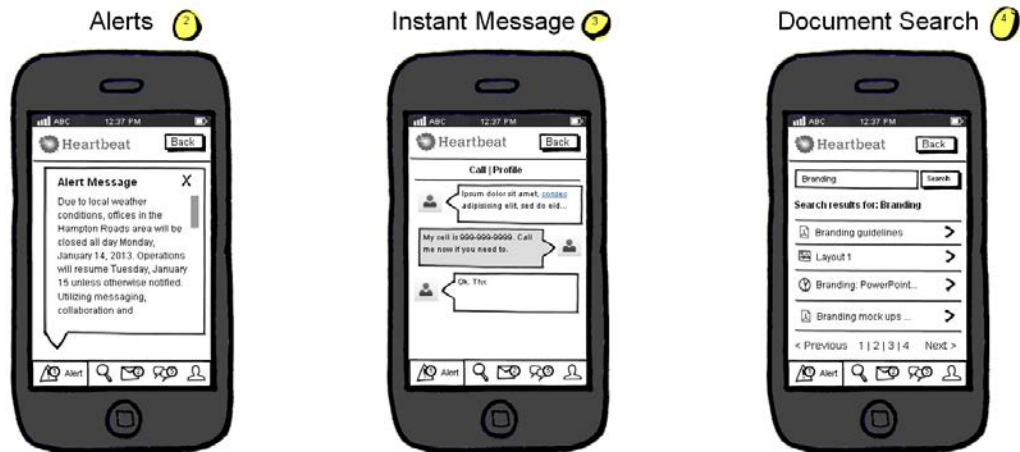 Alerts 2
Instant Message 3
Document Search 4
ABC 12:37 PM
Heartbeat Back
Alert Message X
Due to local weather
conditions, offices in the
Hampton Roads area will be
closed all day Monday,
January 14, 2013. Operations
will resume Tuesday, January
15 unless otherwise notified.
Utilizing messaging,
collaboration and
Alert
ABC 12:37 PM
Heartbeat Back
Call | Profile
Ipsum dolor sit amet, consec
adipisicing elit, sed do eid...
My cell is 999-999-9999. Call
me now if you need to.
Ok. Thx
Alert
ABC 12:37 PM
Heartbeat Back
Branding Search
Search results for: Branding
Branding guidelines >
Layout 1 >
Branding: PowerPoint... >
Branding mock ups ... >
< Previous 1 | 2 | 3 | 4 Next >
Alert